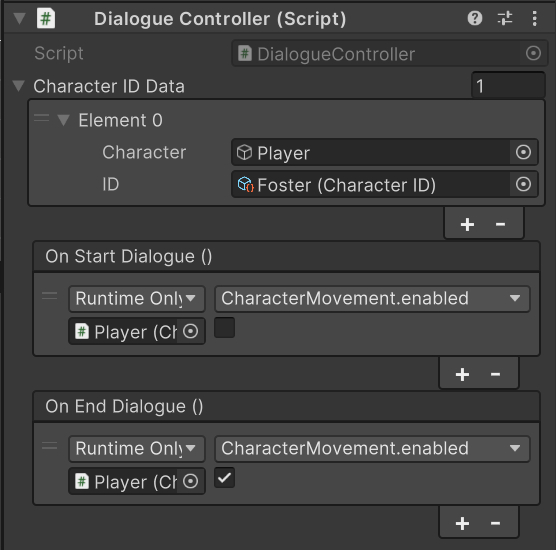 Dialogue Controller (Script)
Script DialogueController
Character ID Data 1
Element 0
Character Player
ID Foster (Character ID)
+ -
On Start Dialogue ()
Runtime Only CharacterMovement.enabled
Player (Ch
+ -
On End Dialogue ()
Runtime Only CharacterMovement.enabled
Player (Ch
+ -